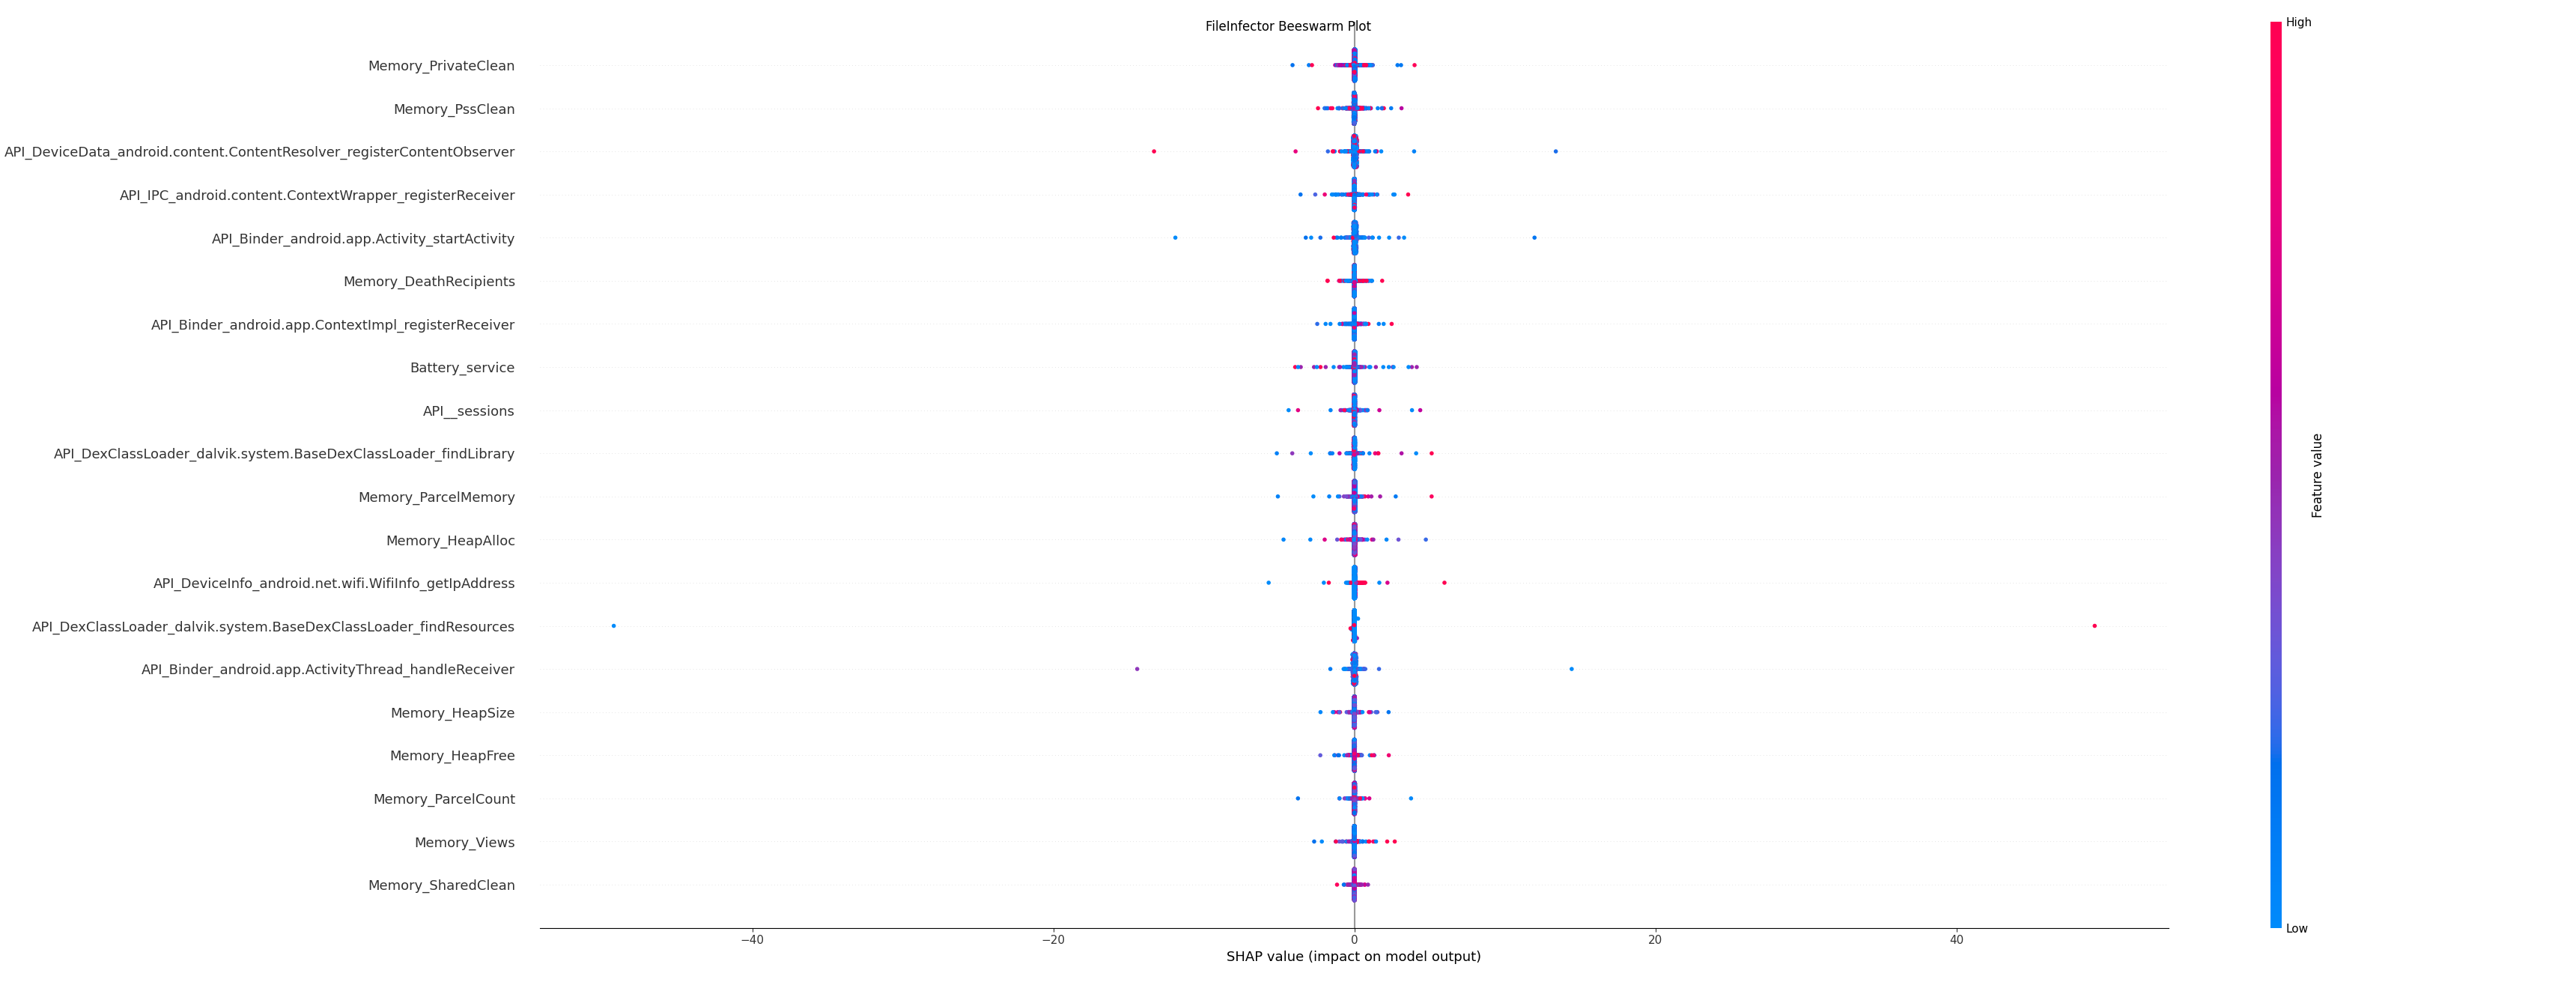 FileInfector Beeswarm Plot
High
Memory_PrivateClean
Memory_PssClean
API_DeviceData_android.content.ContentResolver_registerContentObserver
API_IPC_android.content.ContextWrapper_registerReceiver
API_Binder_android.app.Activity_startActivity
Memory_DeathRecipients
API_Binder_android.app.ContextImpl_registerReceiver
Battery_service
API__sessions
API_DexClassLoader_dalvik.system.BaseDexClassLoader_findLibrary
Memory_ParcelMemory
Memory_HeapAlloc
API_DeviceInfo_android.net.wifi.WifiInfo_getIpAddress
API_DexClassLoader_dalvik.system.BaseDexClassLoader_findResources
API_Binder_android.app.ActivityThread_handleReceiver
Memory_HeapSize
Memory_HeapFree
Memory_ParcelCount
Memory_Views
Memory_SharedClean
Feature value
Low
−40 −20 0 20 40
SHAP value (impact on model output)